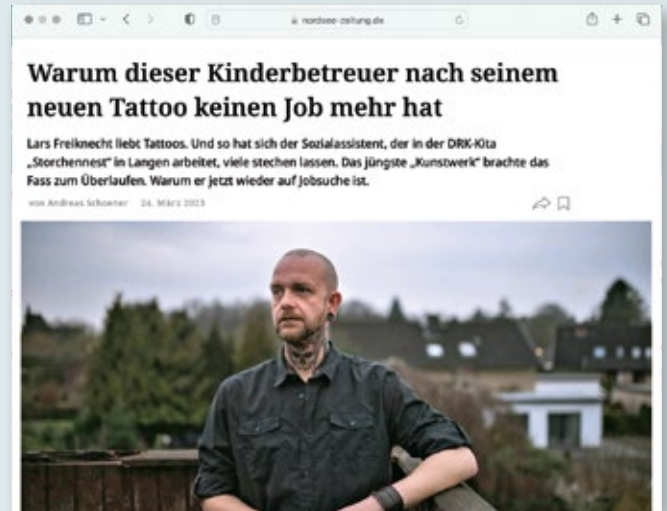 nordsee-zeitung.de
Warum dieser Kinderbetreuer nach seinem
neuen Tattoo keinen Job mehr hat
Lars Freiknecht liebt Tattoos. Und so hat sich der Sozialassistent, der in der DRK-Kita
„Storchennest" in Langen arbeitet, viele stechen lassen. Das jüngste „Kunstwerk" brachte das
Fass zum Überlaufen. Warum er jetzt wieder auf Jobsuche ist.
von Andreas Schoener 24. März 2023